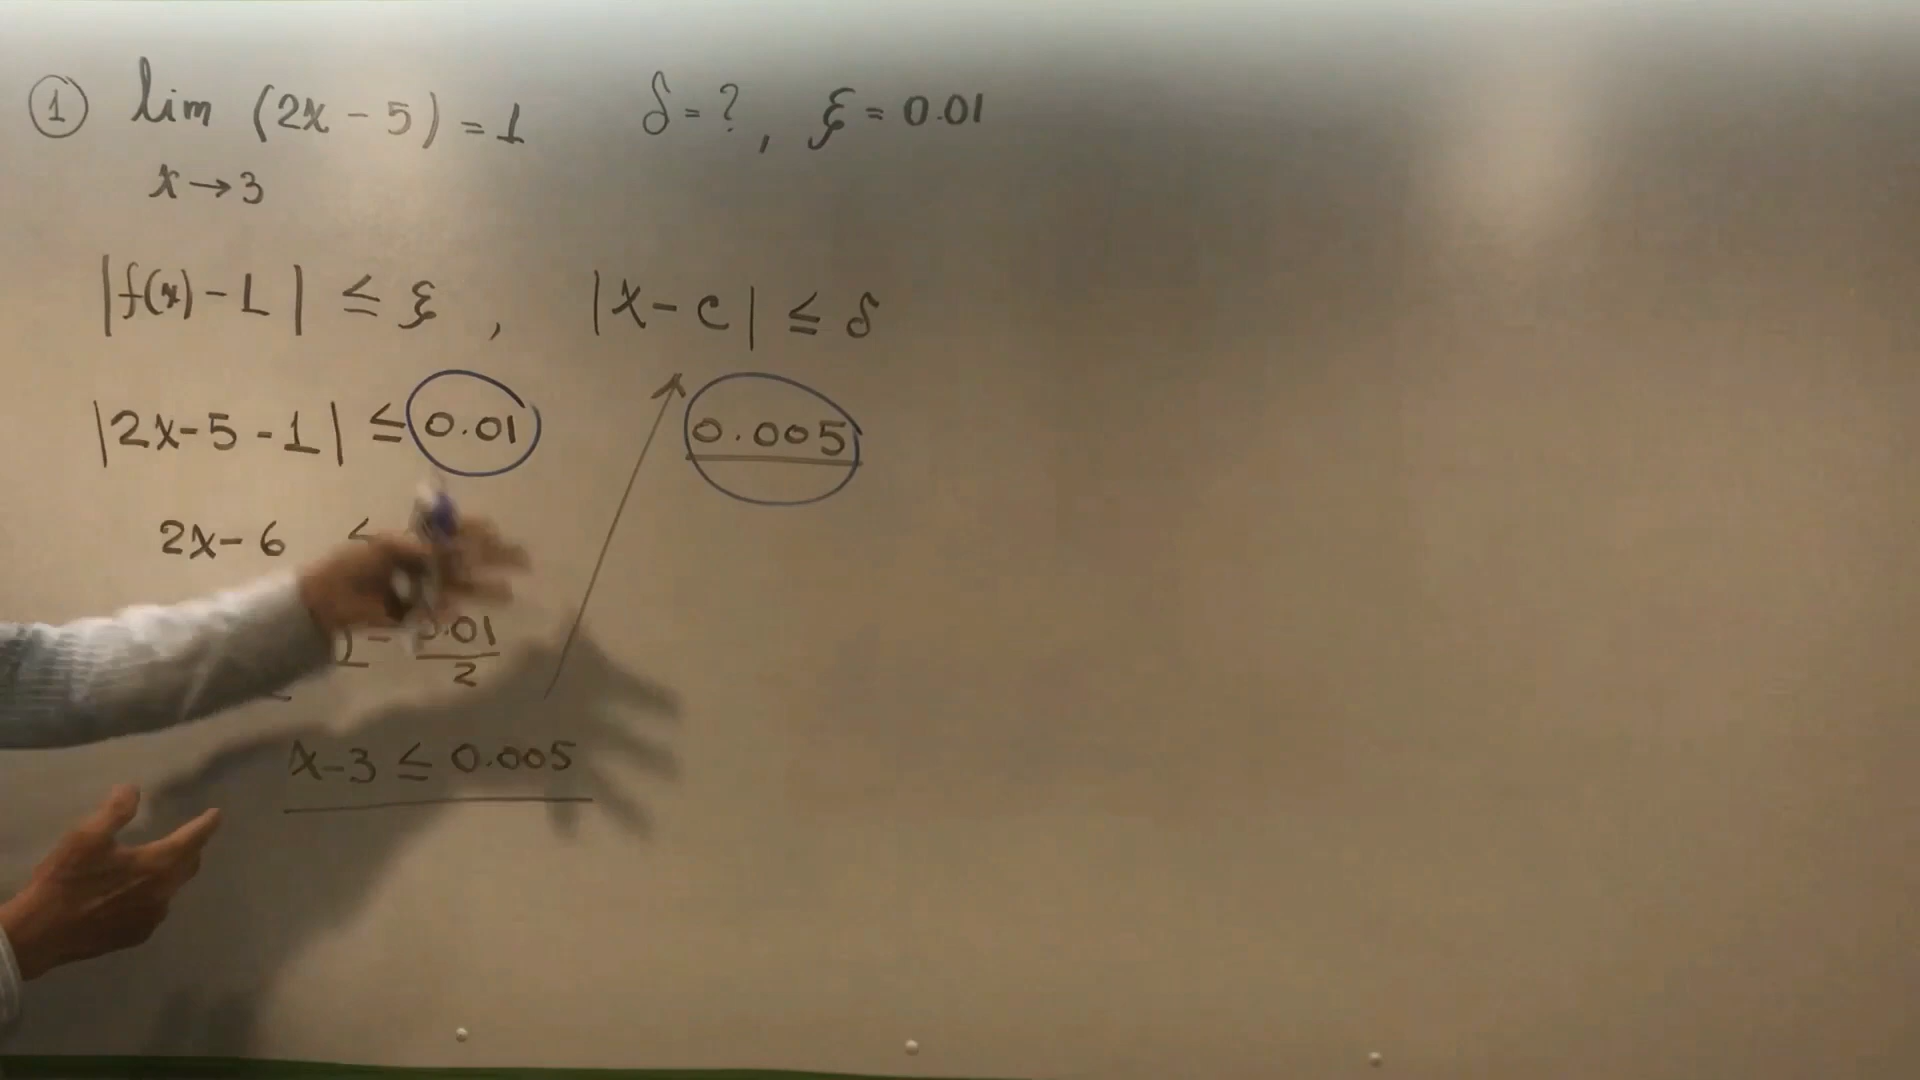 ① lim (2x - 5) = 1 δ = ? , ξ = 0.01
x → 3
|f(x) - L| ≤ ξ , |x - c| ≤ δ
|2x - 5 - 1| ≤ 0.01 0.005
2x - 6 ≤
0.01
2
x - 3 ≤ 0.005